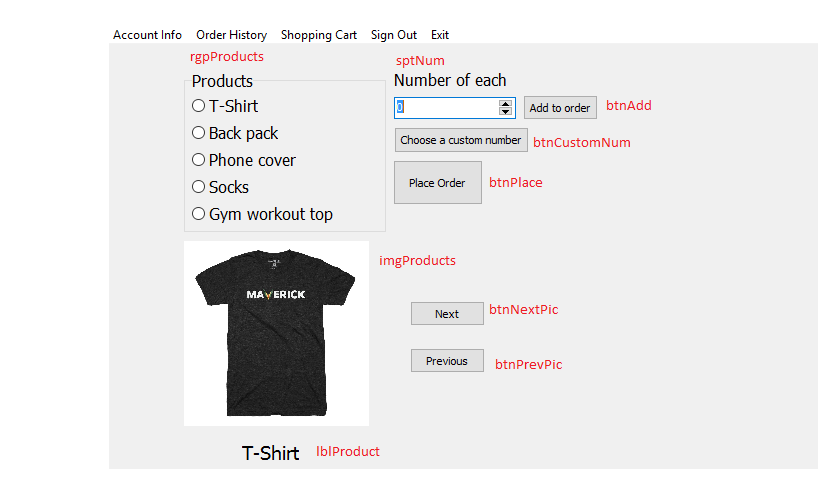 Account Info Order History Shopping Cart Sign Out Exit
rgpProducts
sptNum
Products
Number of each
T-Shirt
0
Add to order
btnAdd
Back pack
Choose a custom number
btnCustomNum
Phone cover
Place Order
btnPlace
Socks
Gym workout top
imgProducts
MAVERICK
Next
btnNextPic
Previous
btnPrevPic
T-Shirt
lblProduct